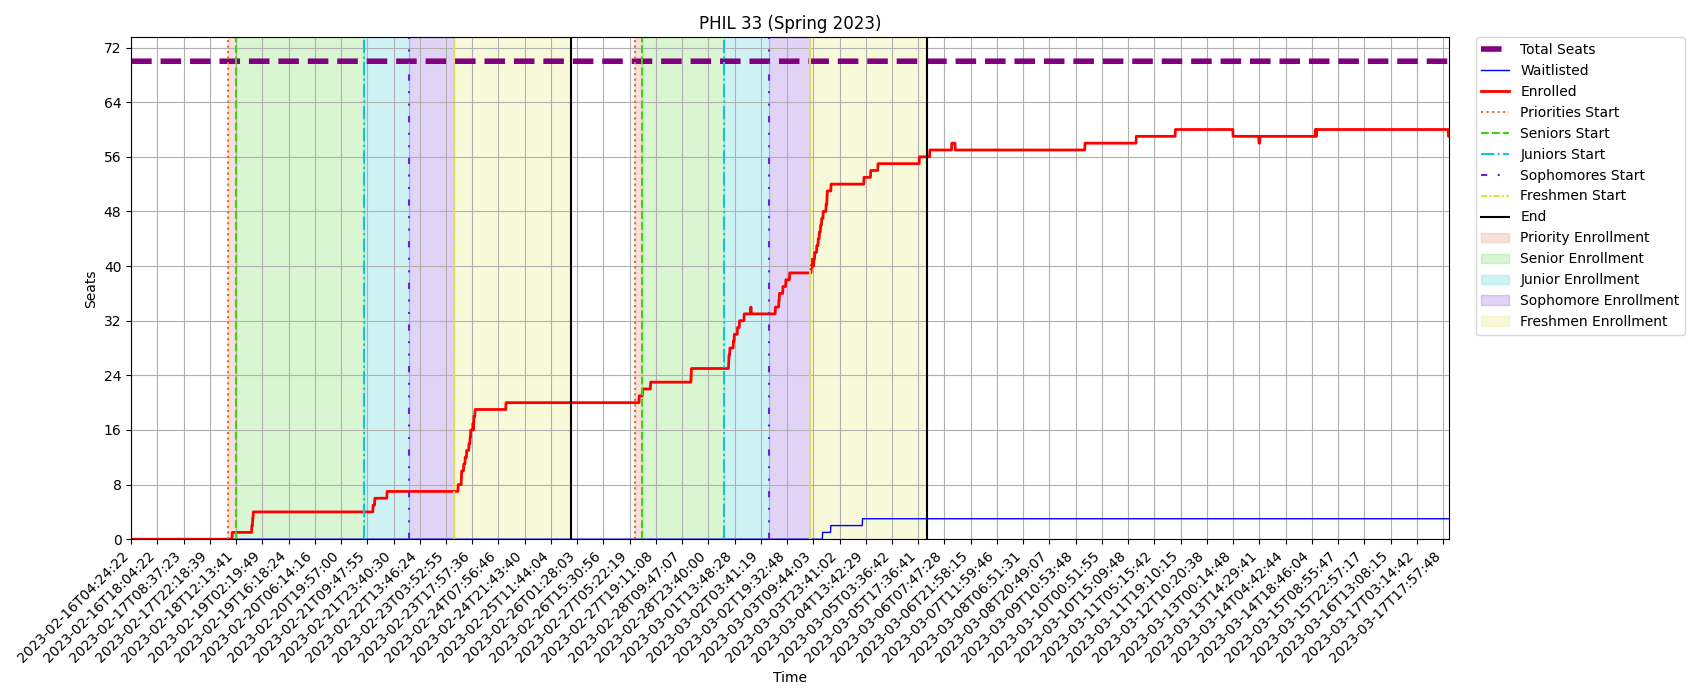 PHIL 33 (Spring 2023)
72
64
56
48
40
32
24
16
8
0
Seats
2023-02-16T04:24:22
2023-02-16T18:04:22
2023-02-17T08:37:23
2023-02-17T22:18:39
2023-02-18T12:13:41
2023-02-19T02:19:49
2023-02-19T16:18:24
2023-02-20T06:14:16
2023-02-20T19:57:00
2023-02-21T09:47:55
2023-02-21T23:40:30
2023-02-22T13:46:24
2023-02-23T03:52:55
2023-02-23T17:57:36
2023-02-24T07:56:46
2023-02-24T21:43:40
2023-02-25T11:44:04
2023-02-26T01:28:03
2023-02-26T15:30:56
2023-02-27T05:22:19
2023-02-27T19:11:08
2023-02-28T09:47:07
2023-02-28T23:40:00
2023-03-01T13:48:28
2023-03-02T03:41:19
2023-03-02T19:32:48
2023-03-03T09:44:03
2023-03-03T23:41:02
2023-03-04T13:42:29
2023-03-05T03:36:42
2023-03-05T17:36:41
2023-03-06T07:47:28
2023-03-06T21:58:15
2023-03-07T11:59:46
2023-03-08T06:51:31
2023-03-08T20:49:07
2023-03-09T10:53:48
2023-03-10T00:51:55
2023-03-10T15:09:48
2023-03-11T05:15:42
2023-03-11T19:10:15
2023-03-12T10:20:38
2023-03-13T00:14:48
2023-03-13T14:29:41
2023-03-14T04:42:44
2023-03-14T18:46:04
2023-03-15T08:55:47
2023-03-15T22:57:17
2023-03-16T13:08:15
2023-03-17T03:14:42
2023-03-17T17:57:48
Time
Total Seats
Waitlisted
Enrolled
Priorities Start
Seniors Start
Juniors Start
Sophomores Start
Freshmen Start
End
Priority Enrollment
Senior Enrollment
Junior Enrollment
Sophomore Enrollment
Freshmen Enrollment